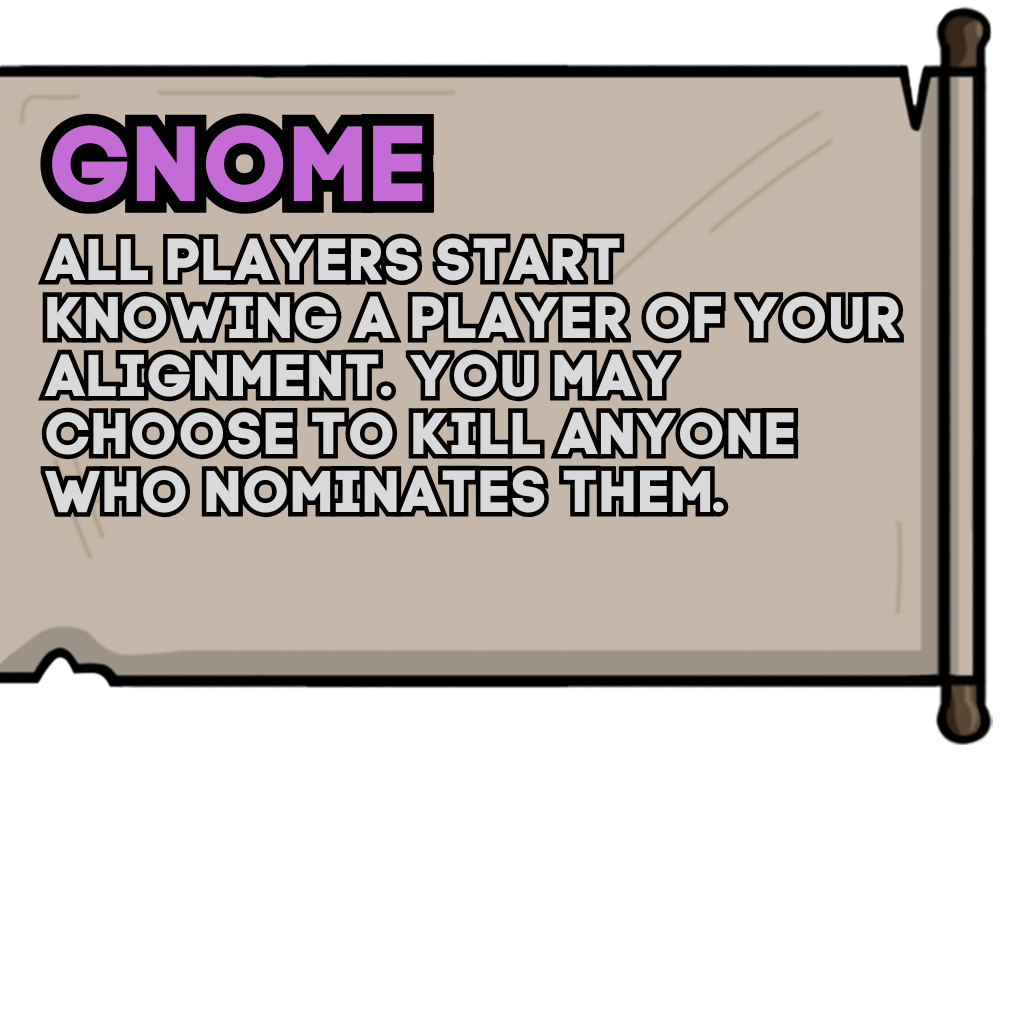 GNOME
ALL PLAYERS START
KNOWING A PLAYER OF YOUR
ALIGNMENT. YOU MAY
CHOOSE TO KILL ANYONE
WHO NOMINATES THEM.